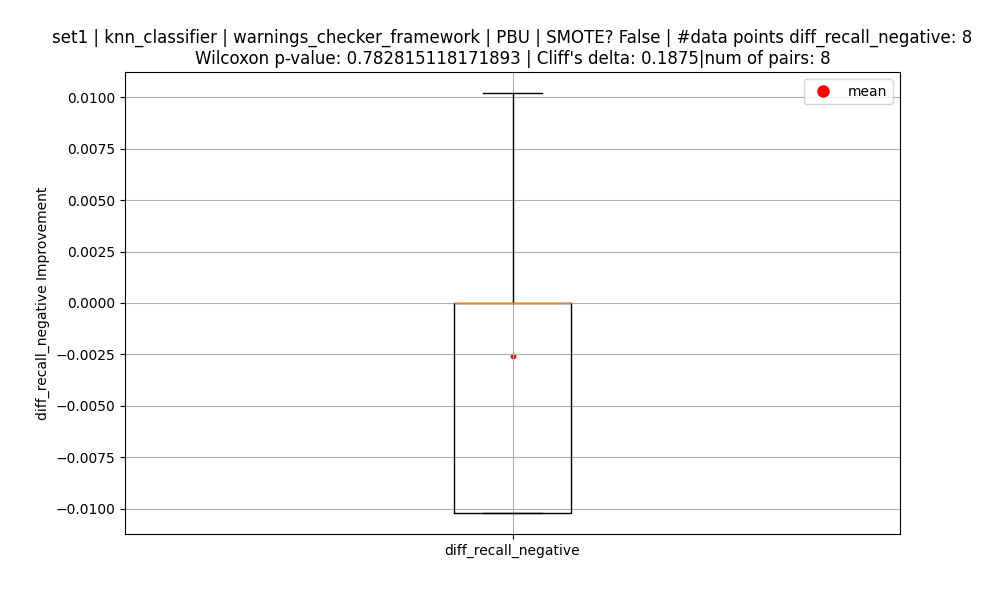 set1 | knn_classifier | warnings_checker_framework | PBU | SMOTE? False | #data points diff_recall_negative: 8
Wilcoxon p-value: 0.782815118171893 | Cliff's delta: 0.1875|num of pairs: 8
mean
0.0100
0.0075
0.0050
0.0025
0.0000
−0.0025
−0.0050
−0.0075
−0.0100
diff_recall_negative Improvement
diff_recall_negative